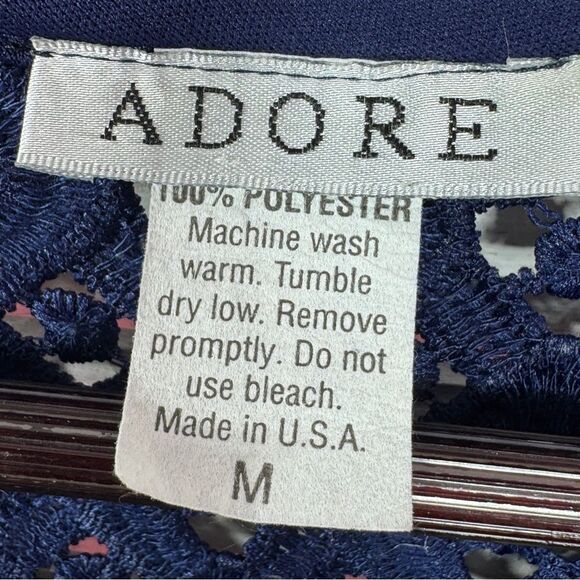 ADORE
100% POLYESTER
Machine wash
warm. Tumble
dry low. Remove
promptly. Do not
use bleach.
Made in U.S.A.
M